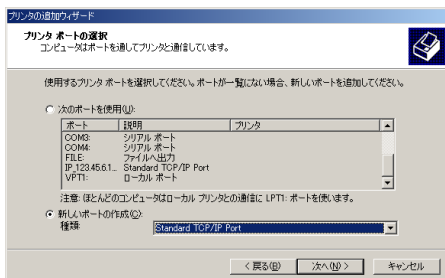 プリンタの追加ウィザード
プリンタ ポートの選択
コンピュータはポートを通してプリンタと通信しています。
使用するプリンタ ポートを選択してください。ポートが一覧にない場合、新しいポートを追加してください。
次のポートを使用(U):
ポート 説明 プリンタ
COM3: シリアル ポート
COM4: シリアル ポート
FILE: ファイルへ出力
IP_123.45.6.1... Standard TCP/IP Port
VPT1: ローカル ポート
注意: ほとんどのコンピュータはローカル プリンタとの通信に LPT1: ポートを使います。
新しいポートの作成(C):
種類: Standard TCP/IP Port
< 戻る(B) 次へ(N) > キャンセル